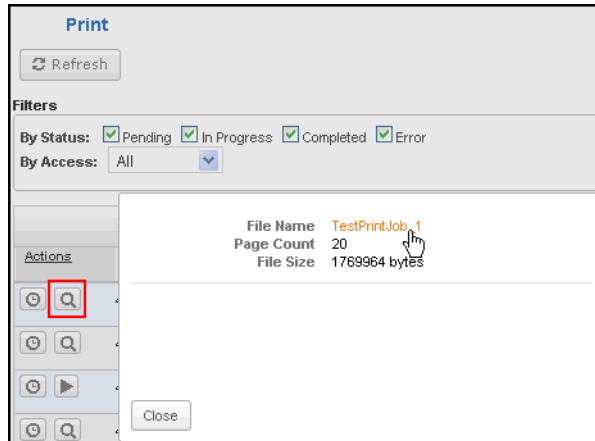 Print
Refresh
Filters
By Status: Pending In Progress Completed Error
By Access: All
File Name TestPrintJob_1
Page Count 20
File Size 1769964 bytes
Actions
Close